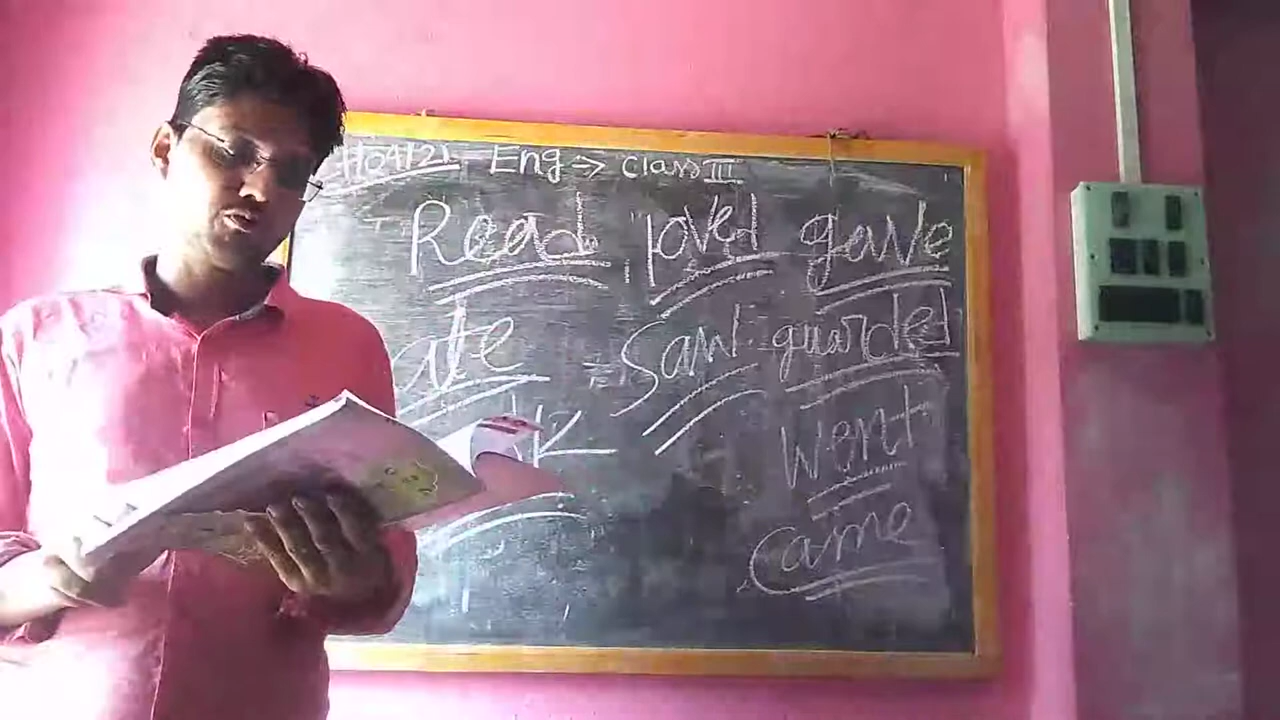 Eng → Class III
Read loved gave
ate Saw guarded
Went
Came